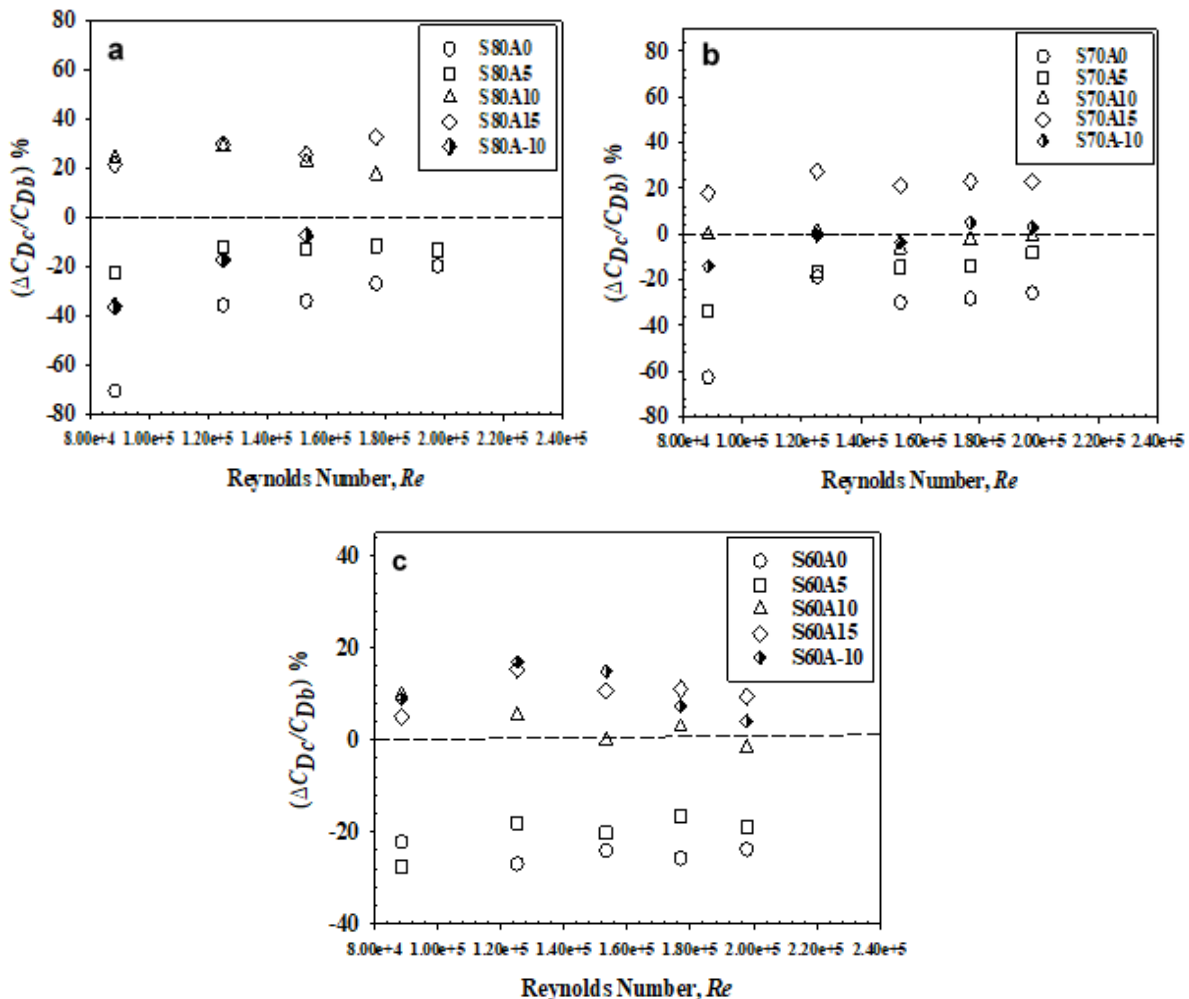 a
80
60
40
20
0
-20
-40
-60
-80
S80A0
S80A5
S80A10
S80A15
S80A-10
(ΔC_Dc/C_Db) %
8.00e+4 1.00e+5 1.20e+5 1.40e+5 1.60e+5 1.80e+5 2.00e+5 2.20e+5 2.40e+5
Reynolds Number, Re
b
80
60
40
20
0
-20
-40
-60
-80
S70A0
S70A5
S70A10
S70A15
S70A-10
(ΔC_Dc/C_Db) %
8.00e+4 1.00e+5 1.20e+5 1.40e+5 1.60e+5 1.80e+5 2.00e+5 2.20e+5 2.40e+5
Reynolds Number, Re
c
40
20
0
-20
-40
S60A0
S60A5
S60A10
S60A15
S60A-10
(ΔC_Dc/C_Db) %
8.00e+4 1.00e+5 1.20e+5 1.40e+5 1.60e+5 1.80e+5 2.00e+5 2.20e+5 2.40e+5
Reynolds Number, Re